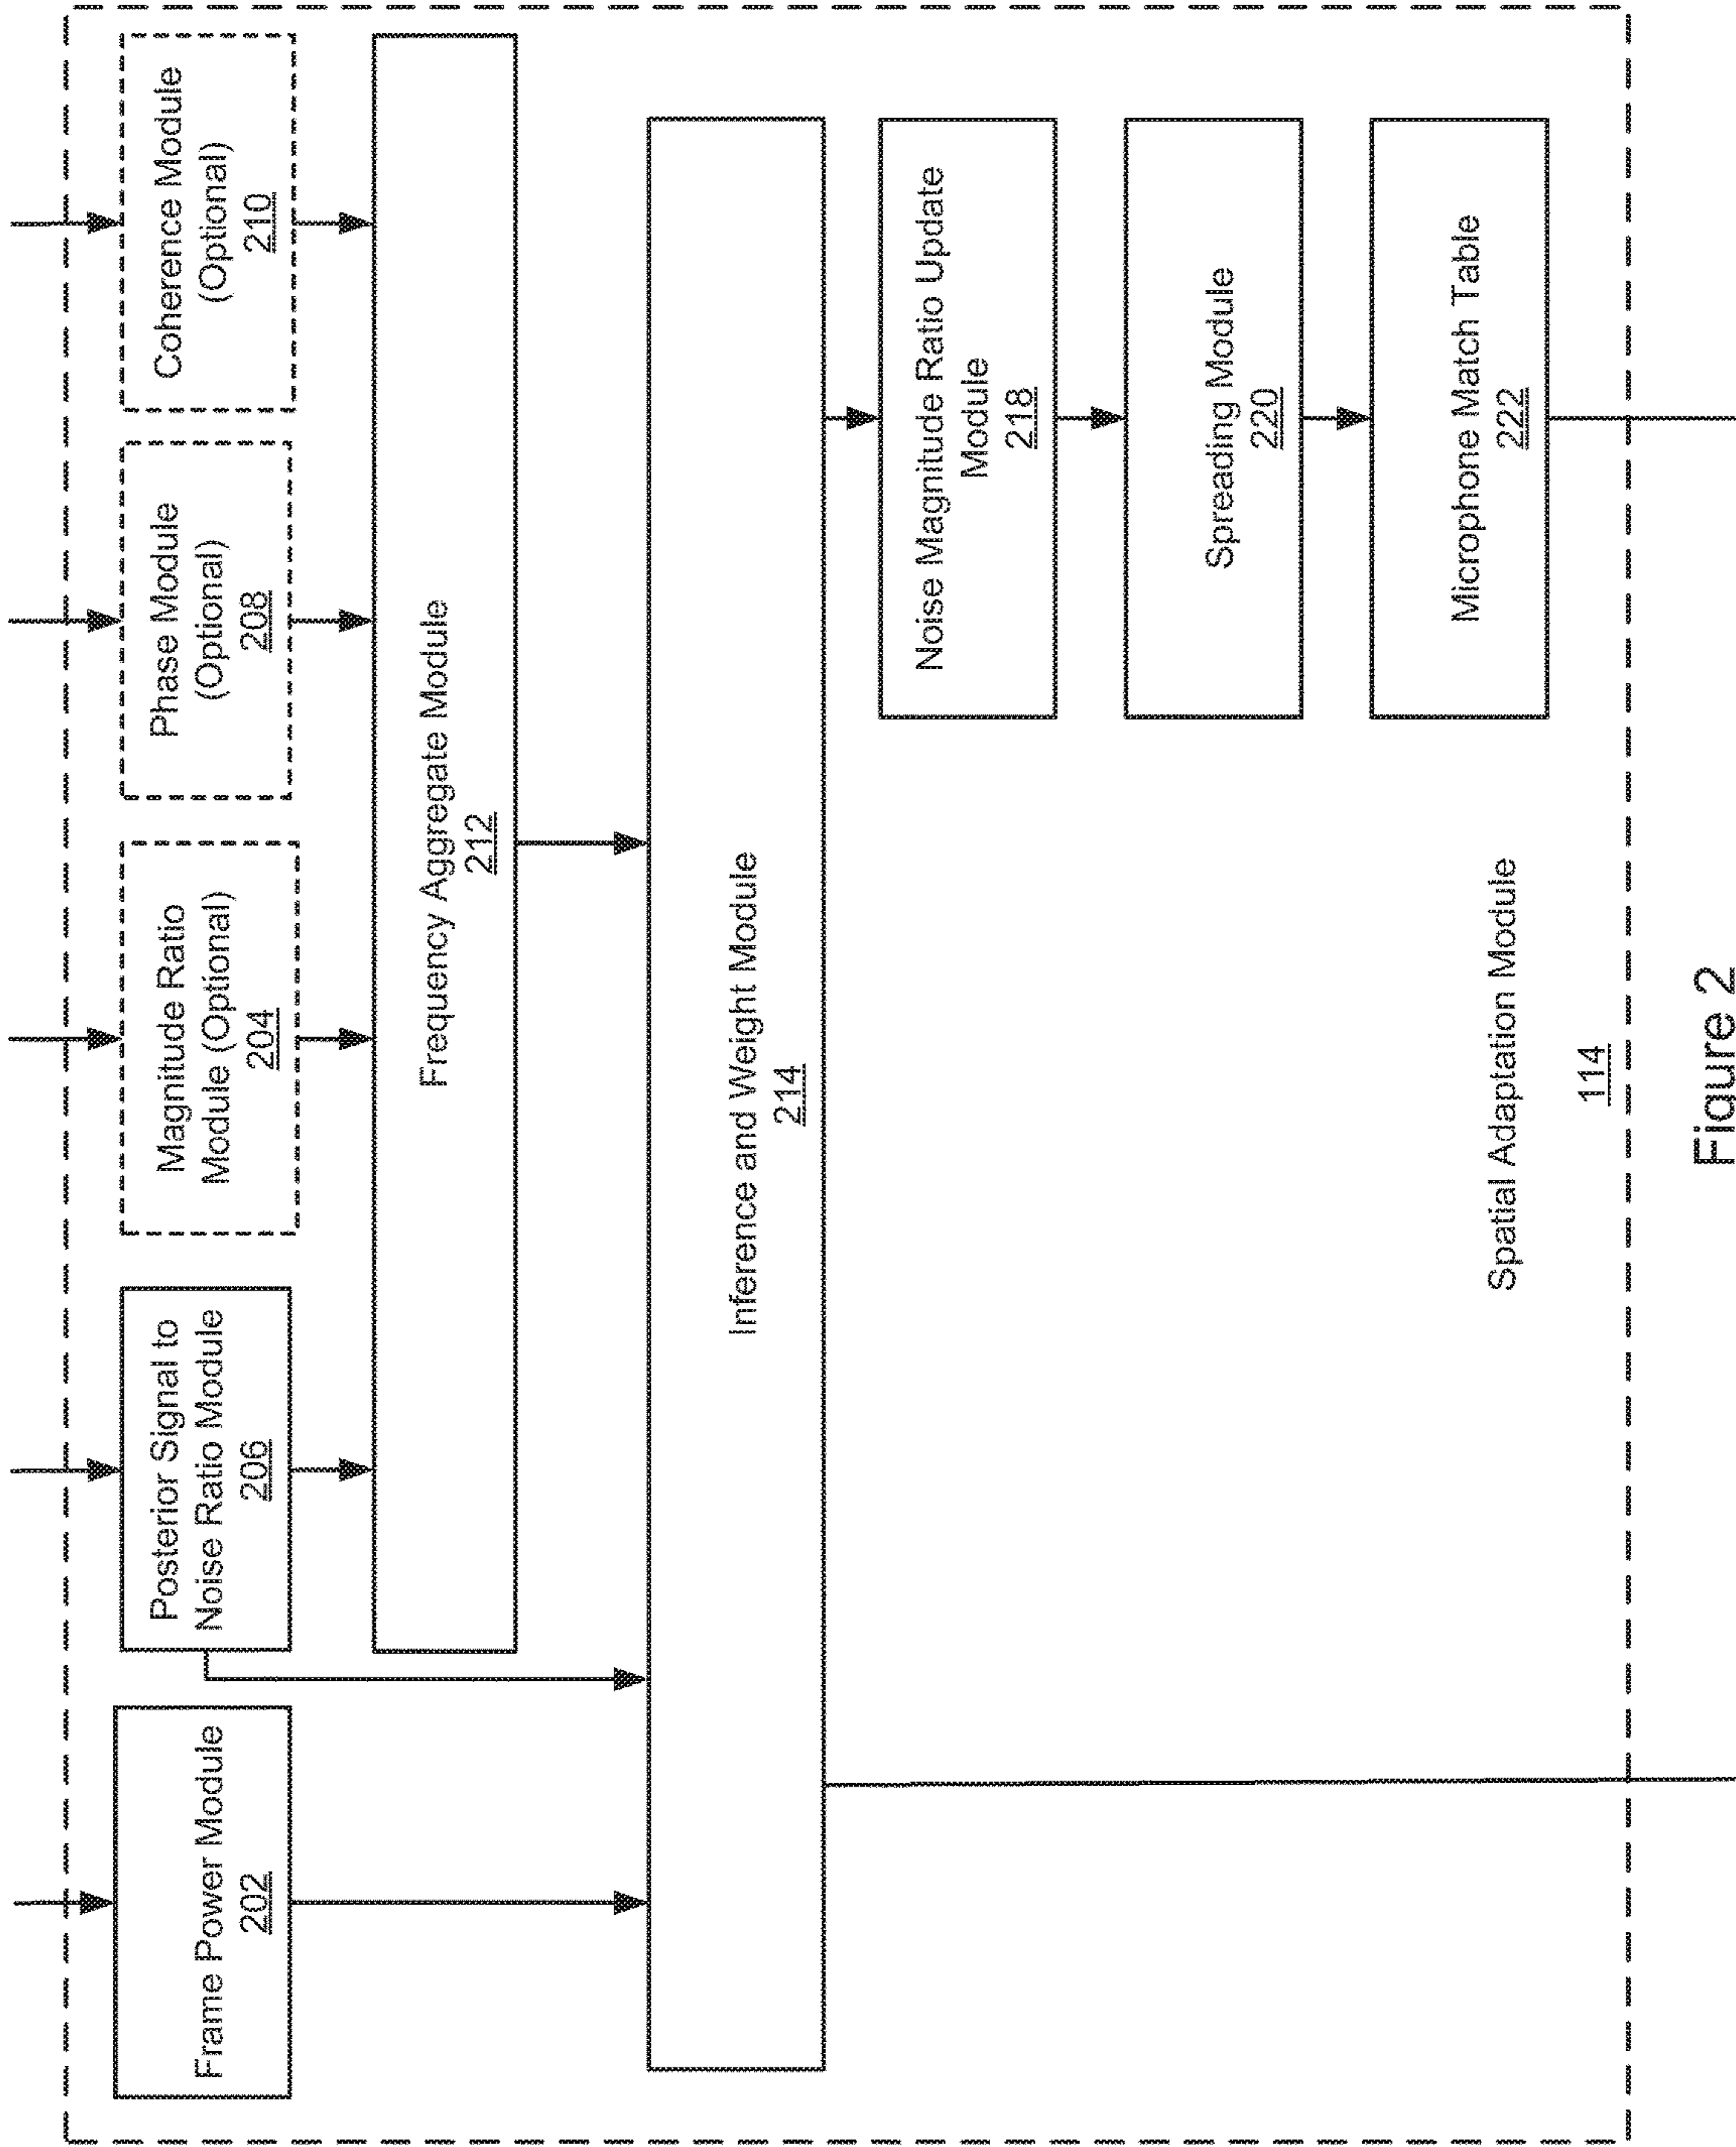 Frame Power Module
202
Posterior Signal to
Noise Ratio Module
206
Magnitude Ratio
Module (Optional)
204
Phase Module
(Optional)
208
Coherence Module
(Optional)
210
Frequency Aggregate Module
212
Inference and Weight Module
214
Noise Magnitude Ratio Update
Module
218
Spreading Module
220
Microphone Match Table
222
Spatial Adaptation Module
114
Figure 2